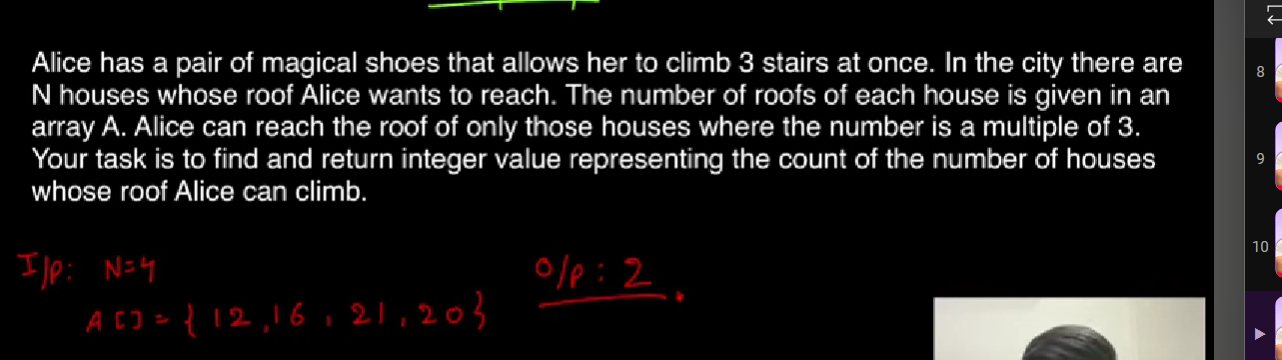 Alice has a pair of magical shoes that allows her to climb 3 stairs at once. In the city there are
N houses whose roof Alice wants to reach. The number of roofs of each house is given in an
array A. Alice can reach the roof of only those houses where the number is a multiple of 3.
Your task is to find and return integer value representing the count of the number of houses
whose roof Alice can climb.
I/p: N=4
O/p : 2
A[] = { 12, 16, 21, 20 }
8
9
10